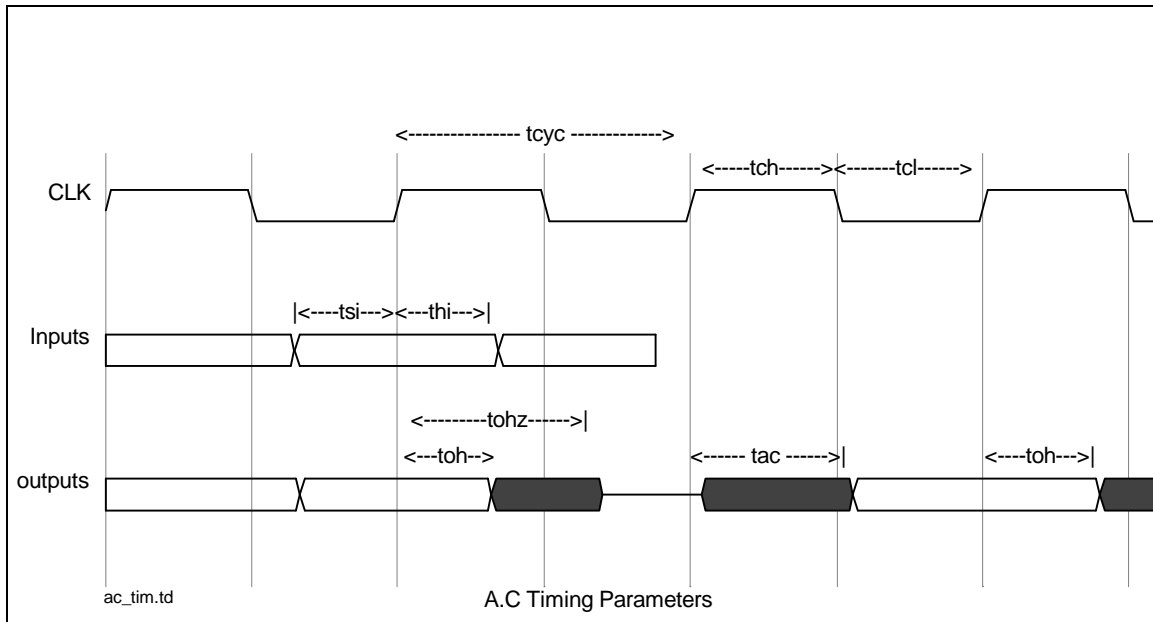 <---------------- tcyc ------------->
<-----tch------><-------tcl------>
CLK
|<----tsi---><---thi--->|
Inputs
<---------tohz------>|
<---toh---> <------ tac ------>| <----toh--->|
outputs
ac_tim.td A.C Timing Parameters